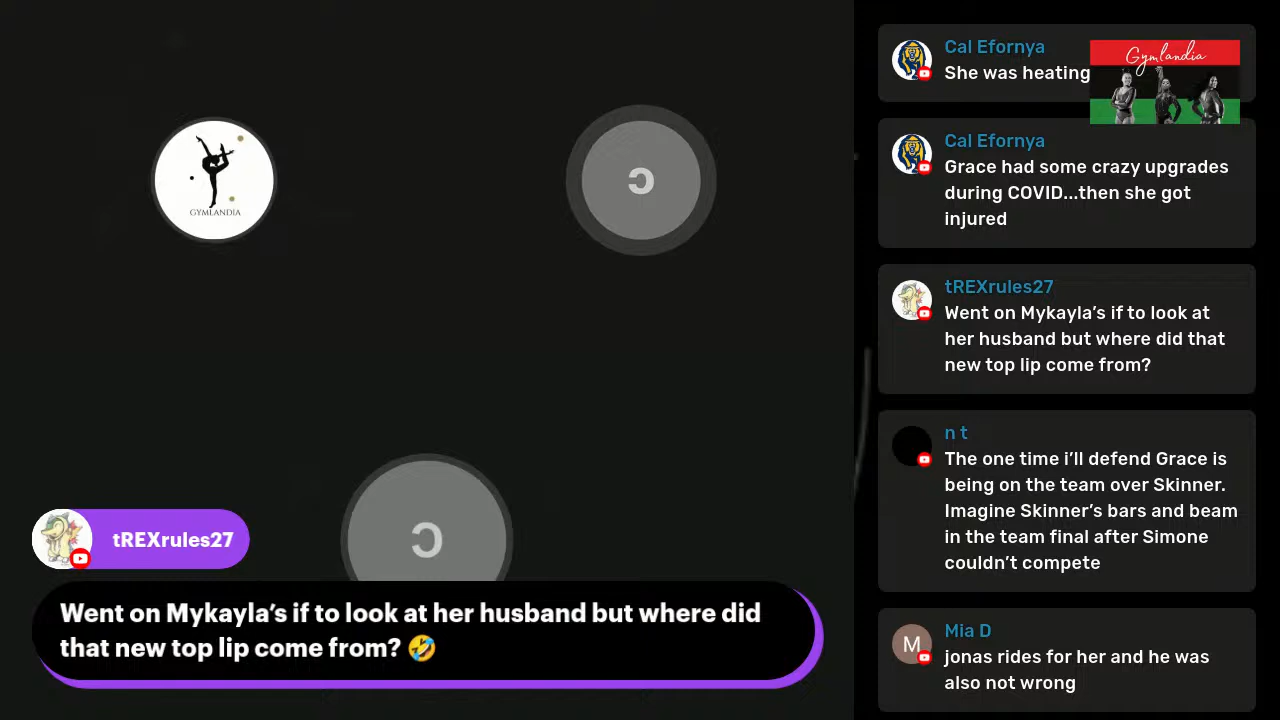 GYMLANDIA
ɔ
ɔ
tREXrules27
Went on Mykayla’s if to look at her husband but where did
that new top lip come from? 🤣
Cal Efornya
She was heating
Gymlandia
Cal Efornya
Grace had some crazy upgrades
during COVID...then she got
injured
tREXrules27
Went on Mykayla’s if to look at
her husband but where did that
new top lip come from?
n t
The one time i’ll defend Grace is
being on the team over Skinner.
Imagine Skinner’s bars and beam
in the team final after Simone
couldn’t compete
M
Mia D
jonas rides for her and he was
also not wrong